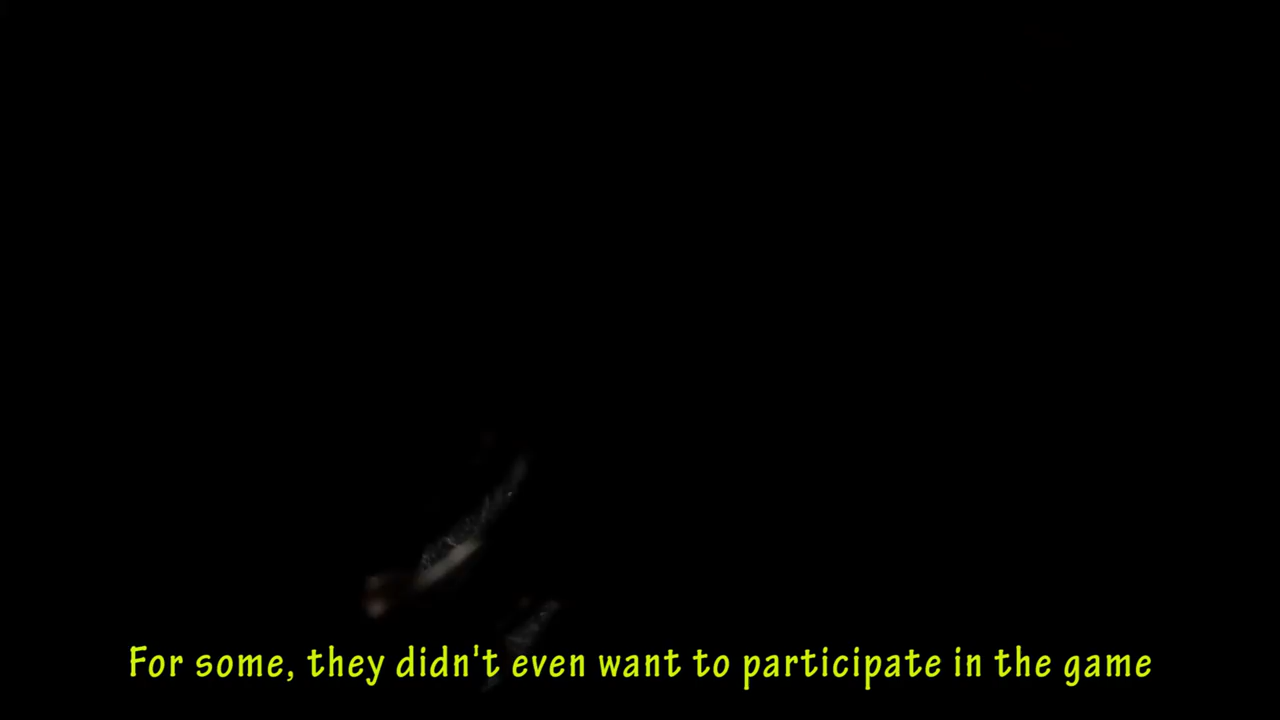 For some, they didn't even want to participate in the game